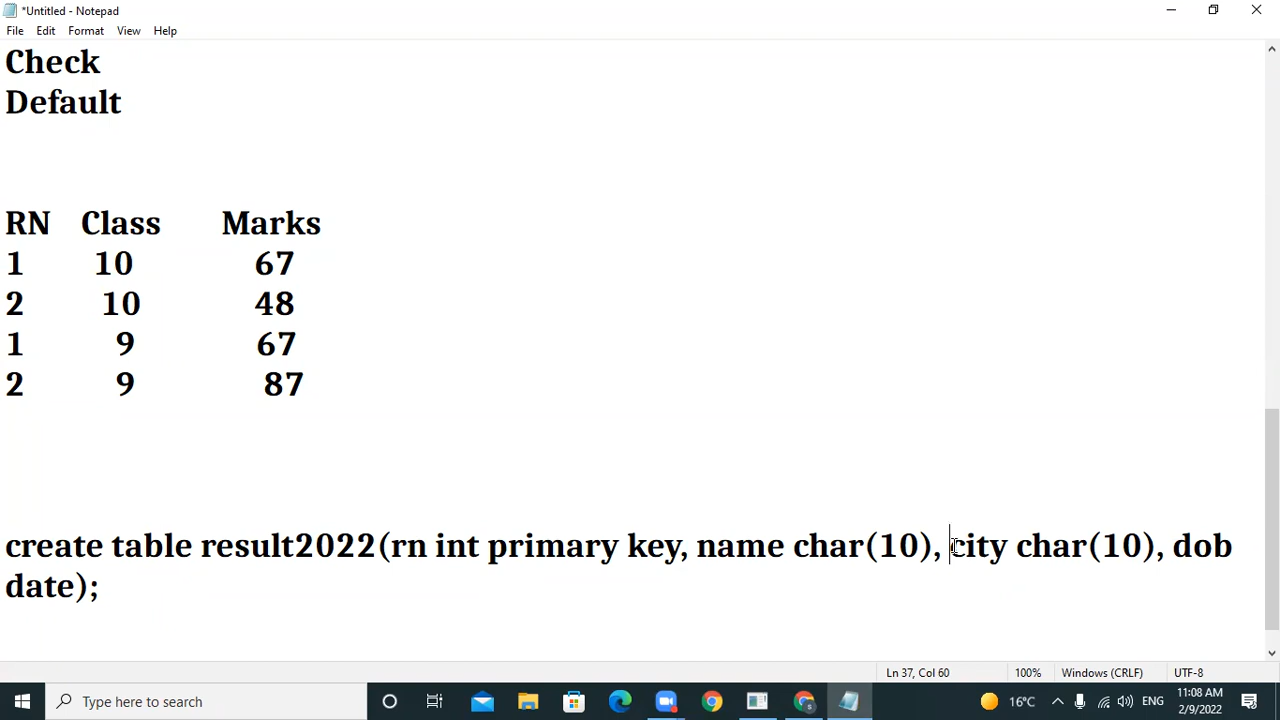 *Untitled - Notepad
File Edit Format View Help
Check
Default
RN Class Marks
1 10 67
2 10 48
1 9 67
2 9 87
create table result2022(rn int primary key, name char(10), city char(10), dob
date);
Ln 37, Col 60 100% Windows (CRLF) UTF-8
Type here to search 16°C ENG 11:08 AM
2/9/2022